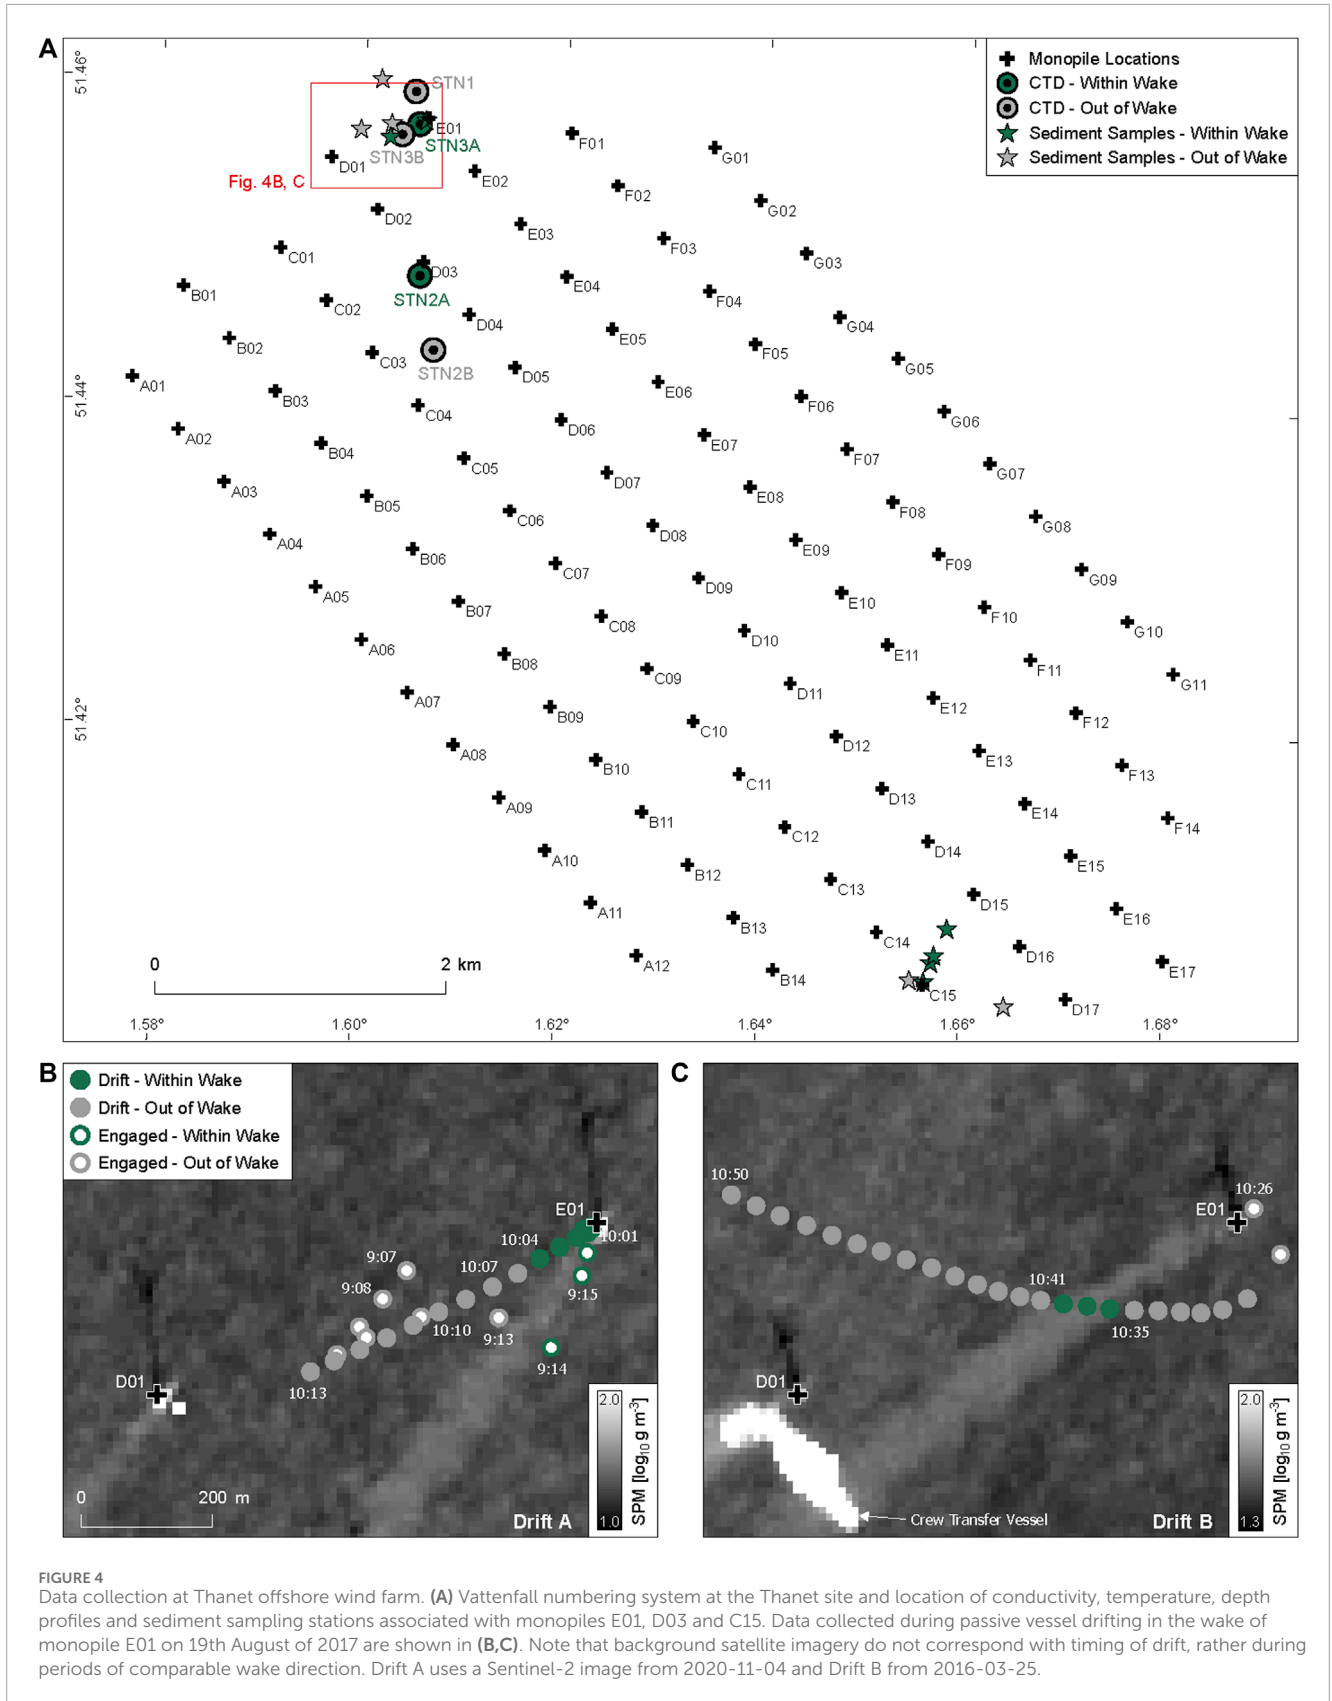 A
51.46°
51.44°
51.42°
Monopile Locations
CTD - Within Wake
CTD - Out of Wake
Sediment Samples - Within Wake
Sediment Samples - Out of Wake
STN1
E01
STN3A
STN3B
D01
Fig. 4B, C
F01
G01
E02
F02
G02
D02
E03
F03
G03
C01
D03
E04
F04
G04
B01
STN2A
C02
D04
E05
F05
G05
B02
C03
STN2B
D05
E06
F06
G06
A01
B03
C04
D06
E07
F07
G07
A02
B04
C05
D07
E08
F08
G08
A03
B05
C06
D08
E09
F09
G09
A04
B06
C07
D09
E10
F10
G10
A05
B07
C08
D10
E11
F11
G11
A06
B08
C09
D11
E12
F12
A07
B09
C10
D12
E13
F13
A08
B10
C11
D13
E14
F14
A09
B11
C12
D14
E15
A10
B12
C13
D15
E16
A11
B13
C14
D16
E17
A12
B14
C15
D17
0 2 km
1.58° 1.60° 1.62° 1.64° 1.66° 1.68°
B
Drift - Within Wake
Drift - Out of Wake
Engaged - Within Wake
Engaged - Out of Wake
E01
10:01
10:04
9:07
10:07
9:08
9:15
10:10
9:13
9:14
D01
10:13
0 200 m
2.0
1.0
SPM [log10 g m-3]
Drift A
C
10:50
10:26
E01
10:41
10:35
D01
2.0
1.3
SPM [log10 g m-3]
Crew Transfer Vessel
Drift B
FIGURE 4
Data collection at Thanet offshore wind farm. (A) Vattenfall numbering system at the Thanet site and location of conductivity, temperature, depth
profiles and sediment sampling stations associated with monopiles E01, D03 and C15. Data collected during passive vessel drifting in the wake of
monopile E01 on 19th August of 2017 are shown in (B,C). Note that background satellite imagery do not correspond with timing of drift, rather during
periods of comparable wake direction. Drift A uses a Sentinel-2 image from 2020-11-04 and Drift B from 2016-03-25.